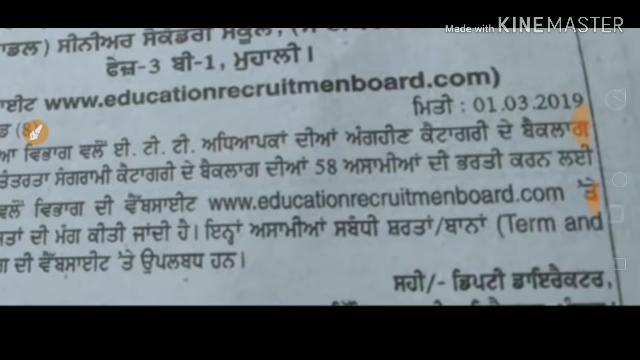 Made with KINEMASTER
ਮਾਡਲ) ਸੀਨੀਅਰ ਸੈਕੰਡਰੀ ਸਕੂਲ,
ਫੇਜ਼-3 ਬੀ-1, ਮੁਹਾਲੀ।
www.educationrecruitmenboard.com)
ਮਿਤੀ : 01.03.2019
ਵਿਭਾਗ ਵਲੋਂ ਈ. ਟੀ. ਟੀ. ਅਧਿਆਪਕਾਂ ਦੀਆਂ ਅੰਗਹੀਣ ਕੈਟਾਗਰੀ ਦੇ ਬੈਕਲਾਗ
ਸੰਗਰਾਮੀ ਕੈਟਾਗਰੀ ਦੇ ਬੈਕਲਾਗ ਦੀਆਂ 58 ਅਸਾਮੀਆਂ ਦੀ ਭਰਤੀ ਕਰਨ ਲਈ
ਵਲੋਂ ਵਿਭਾਗ ਦੀ ਵੈੱਬਸਾਈਟ www.educationrecruitmenboard.com 'ਤੇ
ਦੀ ਮੰਗ ਕੀਤੀ ਜਾਂਦੀ ਹੈ। ਇਨ੍ਹਾਂ ਅਸਾਮੀਆਂ ਸਬੰਧੀ ਸ਼ਰਤਾਂ/ਬਾਨਾਂ (Term and
ਦੀ ਵੈੱਬਸਾਈਟ 'ਤੇ ਉਪਲਬਧ ਹਨ।
ਸਹੀ/- ਡਿਪਟੀ ਡਾਇਰੈਕਟਰ,